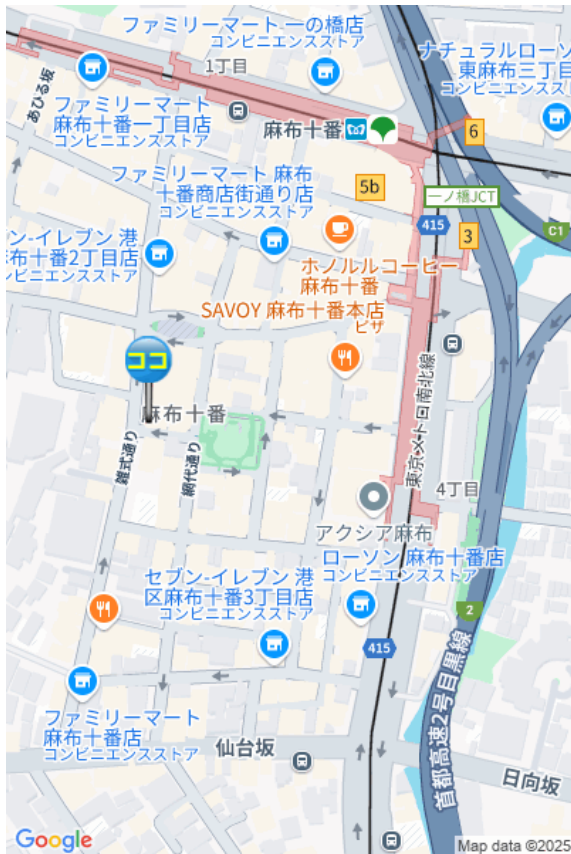 ファミリーマート 一の橋店
コンビニエンスストア
1丁目
あひる坂
ファミリーマート
麻布十番一丁目店
コンビニエンスストア
ナチュラルローソ
東麻布三丁目
コンビニエンス
麻布十番
6
ファミリーマート 麻布
十番商店街通り店
コンビニエンスストア
5b
一ノ橋JCT
415
3
C1
ン-イレブン 港
布十番2丁目店
ンビニエンスストア
ホノルルコーヒー
麻布十番
SAVOY 麻布十番本店
ピザ
ココ
麻布十番
雑式通り
網代通り
東京メトロ南北線
4丁目
アクシア麻布
ローソン 麻布十番店
コンビニエンスストア
セブン-イレブン 港
区麻布十番3丁目店
コンビニエンスストア
2
415
首都高速2号目黒線
ファミリーマート
麻布十番店
コンビニエンスストア
仙台坂
日向坂
Google
Map data ©2025